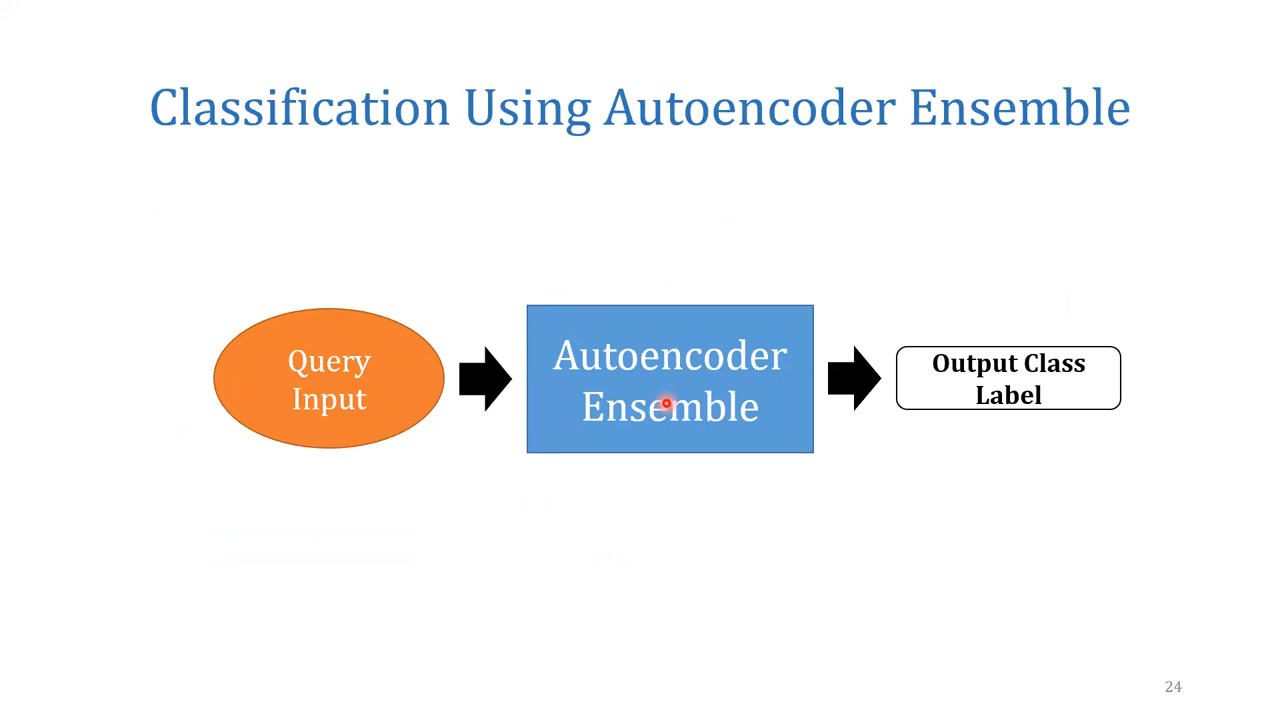 Classification Using Autoencoder Ensemble
Query
Input
Autoencoder
Ensemble
Output Class
Label
24